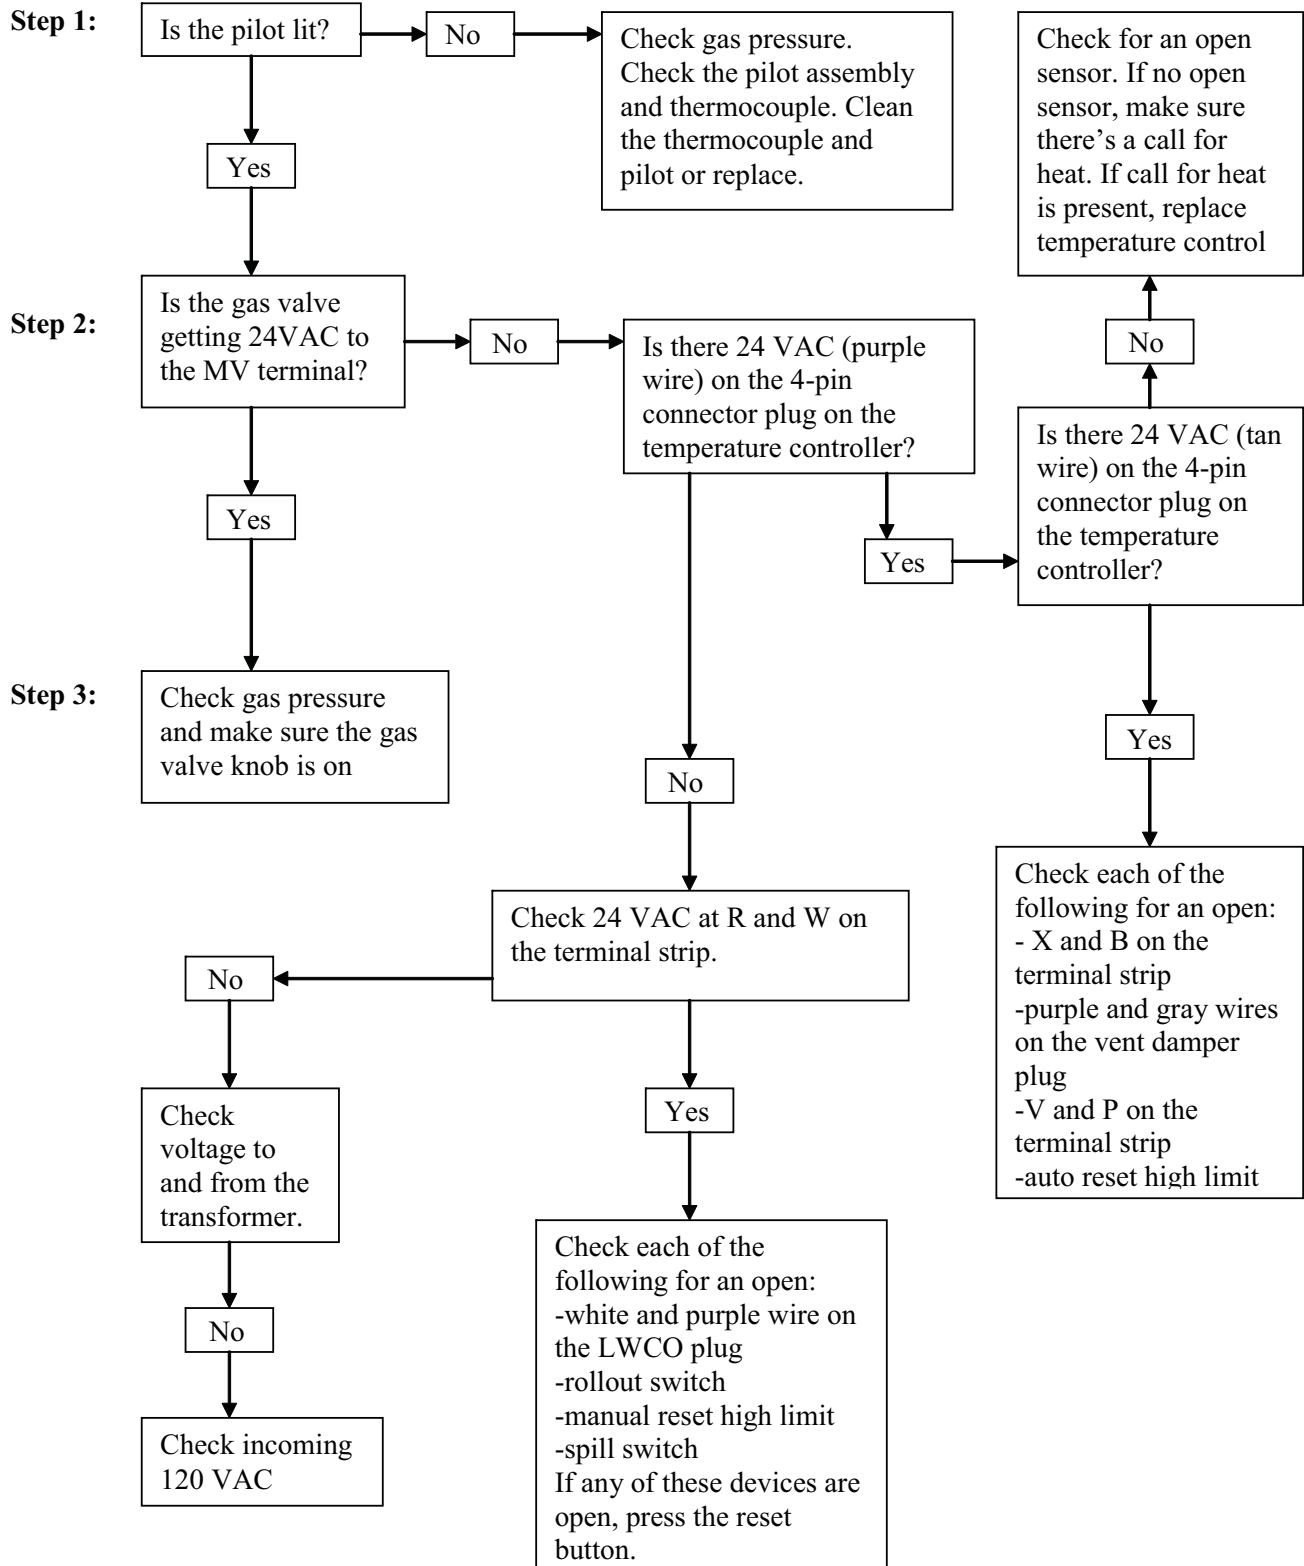 Step 1:
Is the pilot lit?
No
Check gas pressure.
Check the pilot assembly
and thermocouple. Clean
the thermocouple and
pilot or replace.
Check for an open
sensor. If no open
sensor, make sure
there's a call for
heat. If call for heat
is present, replace
temperature control
Yes
Step 2:
Is the gas valve
getting 24VAC to
the MV terminal?
No
Is there 24 VAC (purple
wire) on the 4-pin
connector plug on the
temperature controller?
No
Is there 24 VAC (tan
wire) on the 4-pin
connector plug on
the temperature
controller?
Yes
Yes
Step 3:
Check gas pressure
and make sure the gas
valve knob is on
Yes
No
Check each of the
following for an open:
- X and B on the
terminal strip
-purple and gray wires
on the vent damper
plug
-V and P on the
terminal strip
-auto reset high limit
Check 24 VAC at R and W on
the terminal strip.
No
Check
voltage to
and from the
transformer.
Yes
No
Check incoming
120 VAC
Check each of the
following for an open:
-white and purple wire on
the LWCO plug
-rollout switch
-manual reset high limit
-spill switch
If any of these devices are
open, press the reset
button.